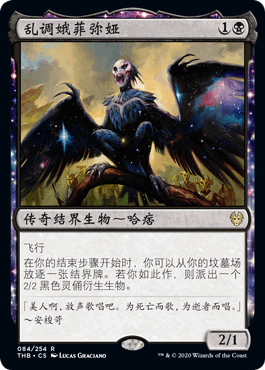 乱调娥菲弥娅 1
传奇结界生物～哈痞
飞行
在你的结束步骤开始时，你可以从你的坟墓场
放逐一张结界牌。若你如此作，则派出一个
2/2 黑色灵俑衍生生物。
「美人啊，放声歌唱吧。为死亡而歌，为逝者而唱。」
～安梭苛
2/1
084/254 R
THB • CS LUCAS GRACIANO
™ & © 2020 Wizards of the Coast